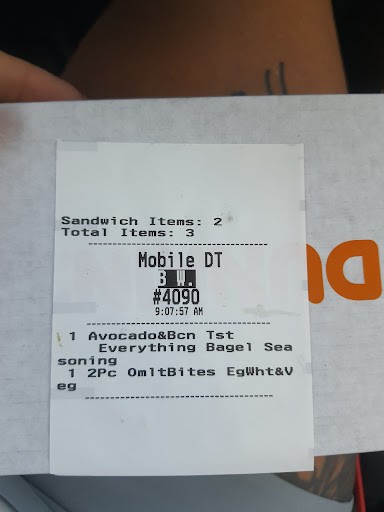 Sandwich Items: 2
Total Items: 3
Mobile DT
B W.
#4090
9:07:57 AM
1 Avocado&Bcn Tst
Everything Bagel Sea
soning
1 2Pc OmltBites EgWht&V
eg